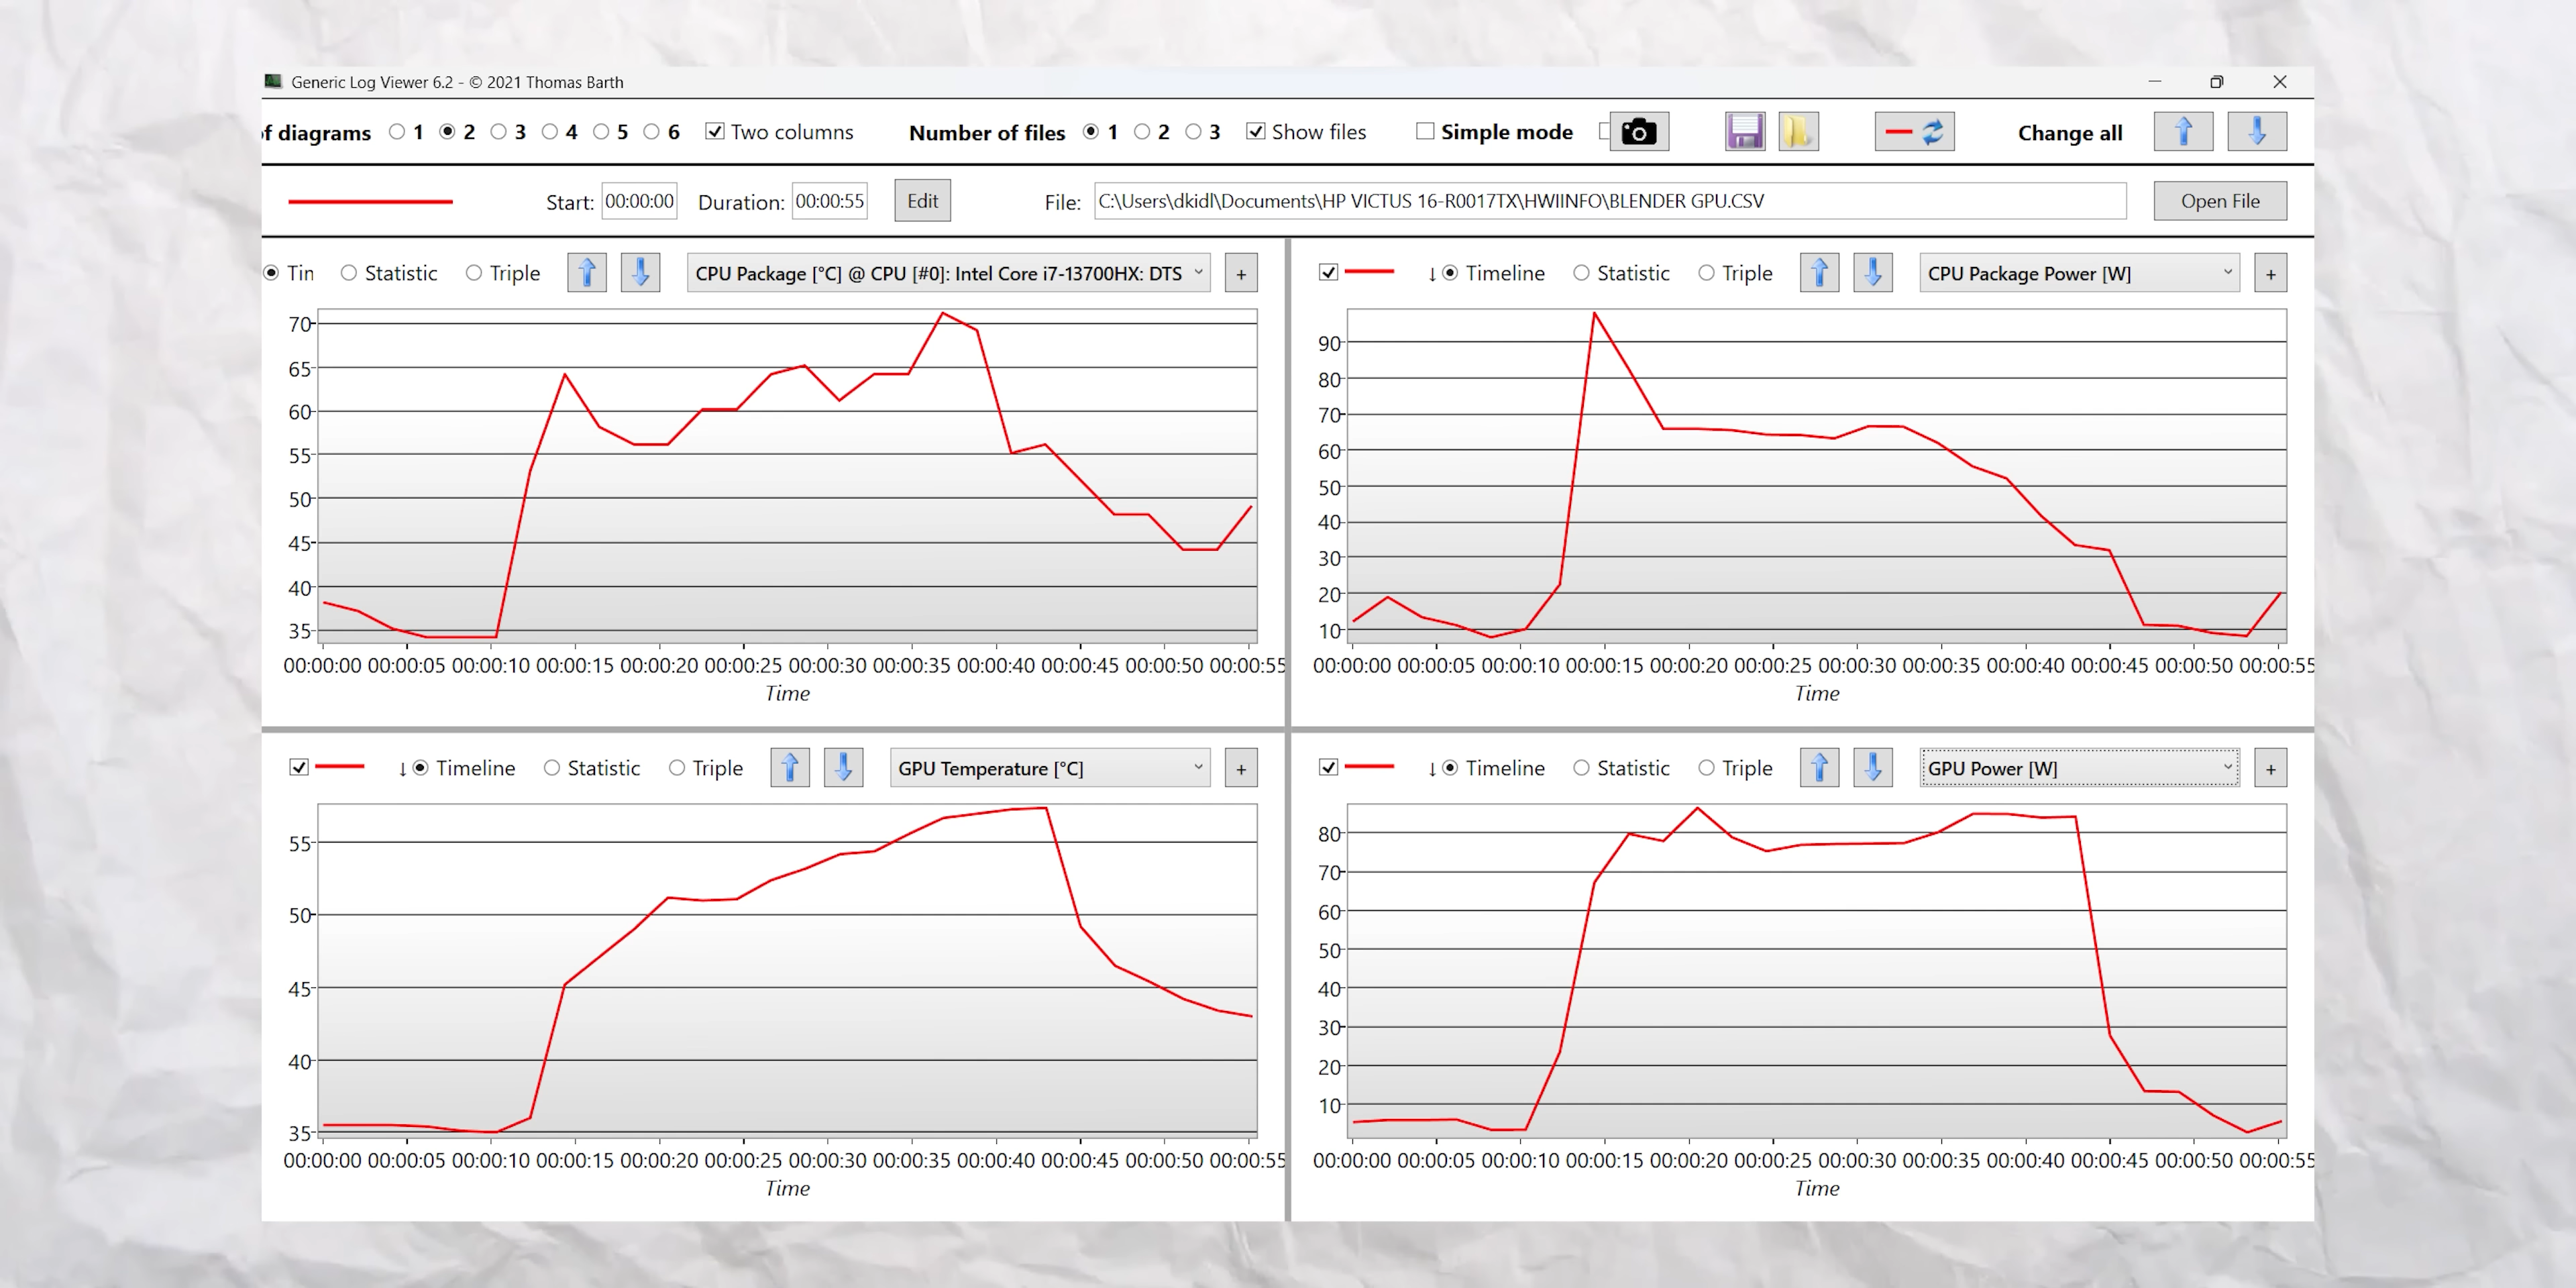 Generic Log Viewer 6.2 - © 2021 Thomas Barth
of diagrams 1 2 3 4 5 6 Two columns Number of files 1 2 3 Show files Simple mode Change all
Start: 00:00:00 Duration: 00:00:55 Edit File: C:\Users\dkidl\Documents\HP VICTUS 16-R0017TX\HWIINFO\BLENDER GPU.CSV Open File
Tin Statistic Triple CPU Package [°C] @ CPU [#0]: Intel Core i7-13700HX: DTS +
70
65
60
55
50
45
40
35
00:00:00 00:00:05 00:00:10 00:00:15 00:00:20 00:00:25 00:00:30 00:00:35 00:00:40 00:00:45 00:00:50 00:00:55
Time
↓ Timeline Statistic Triple CPU Package Power [W] +
90
80
70
60
50
40
30
20
10
00:00:00 00:00:05 00:00:10 00:00:15 00:00:20 00:00:25 00:00:30 00:00:35 00:00:40 00:00:45 00:00:50 00:00:55
Time
↓ Timeline Statistic Triple GPU Temperature [°C] +
55
50
45
40
35
00:00:00 00:00:05 00:00:10 00:00:15 00:00:20 00:00:25 00:00:30 00:00:35 00:00:40 00:00:45 00:00:50 00:00:55
Time
↓ Timeline Statistic Triple GPU Power [W] +
80
70
60
50
40
30
20
10
00:00:00 00:00:05 00:00:10 00:00:15 00:00:20 00:00:25 00:00:30 00:00:35 00:00:40 00:00:45 00:00:50 00:00:55
Time